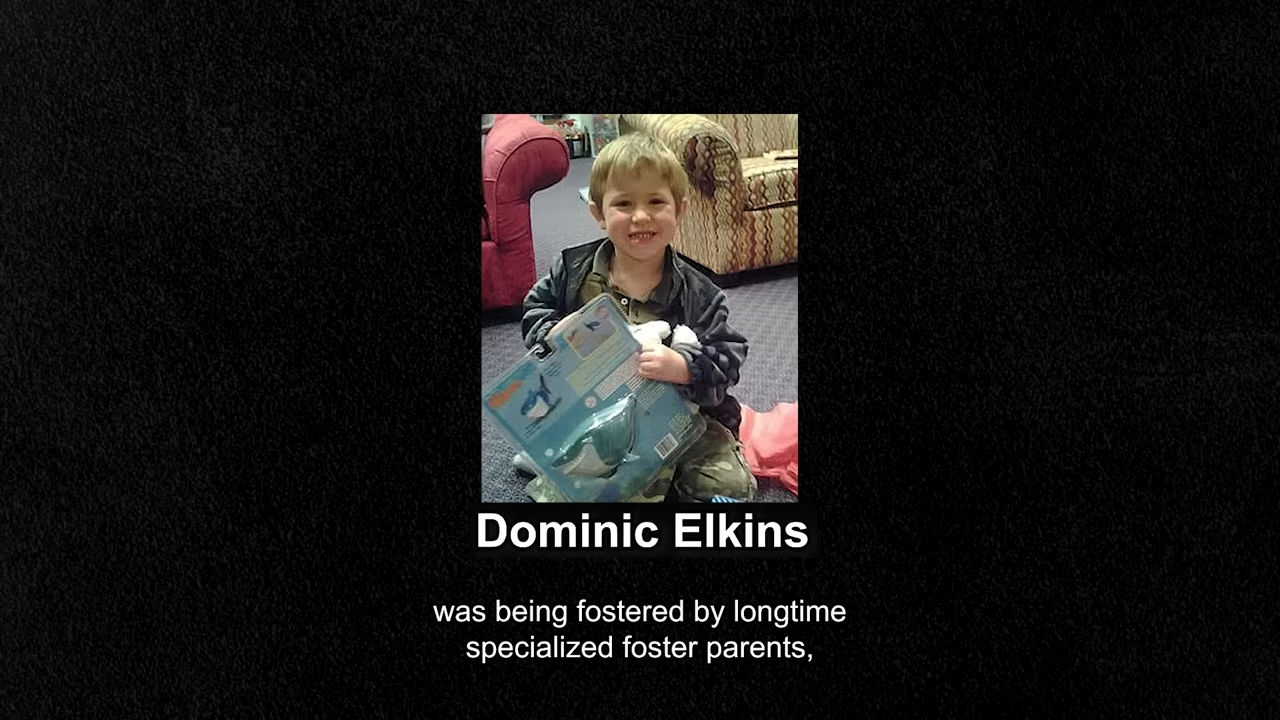 Dominic Elkins
was being fostered by longtime
specialized foster parents,